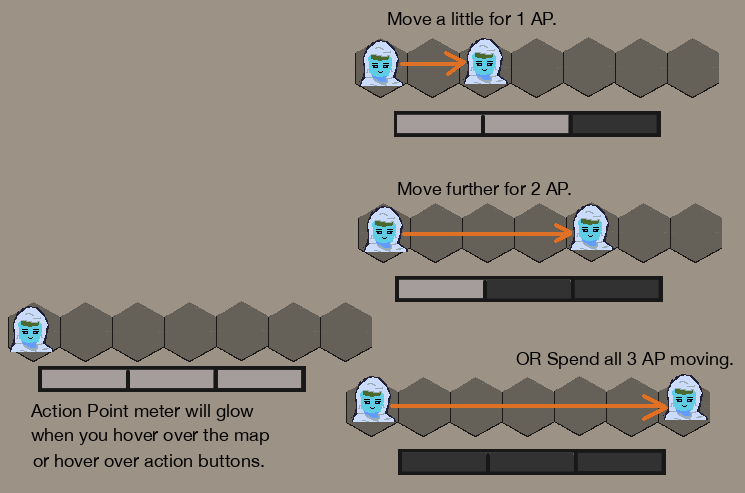 Move a little for 1 AP.
Move further for 2 AP.
OR Spend all 3 AP moving.
Action Point meter will glow
when you hover over the map
or hover over action buttons.